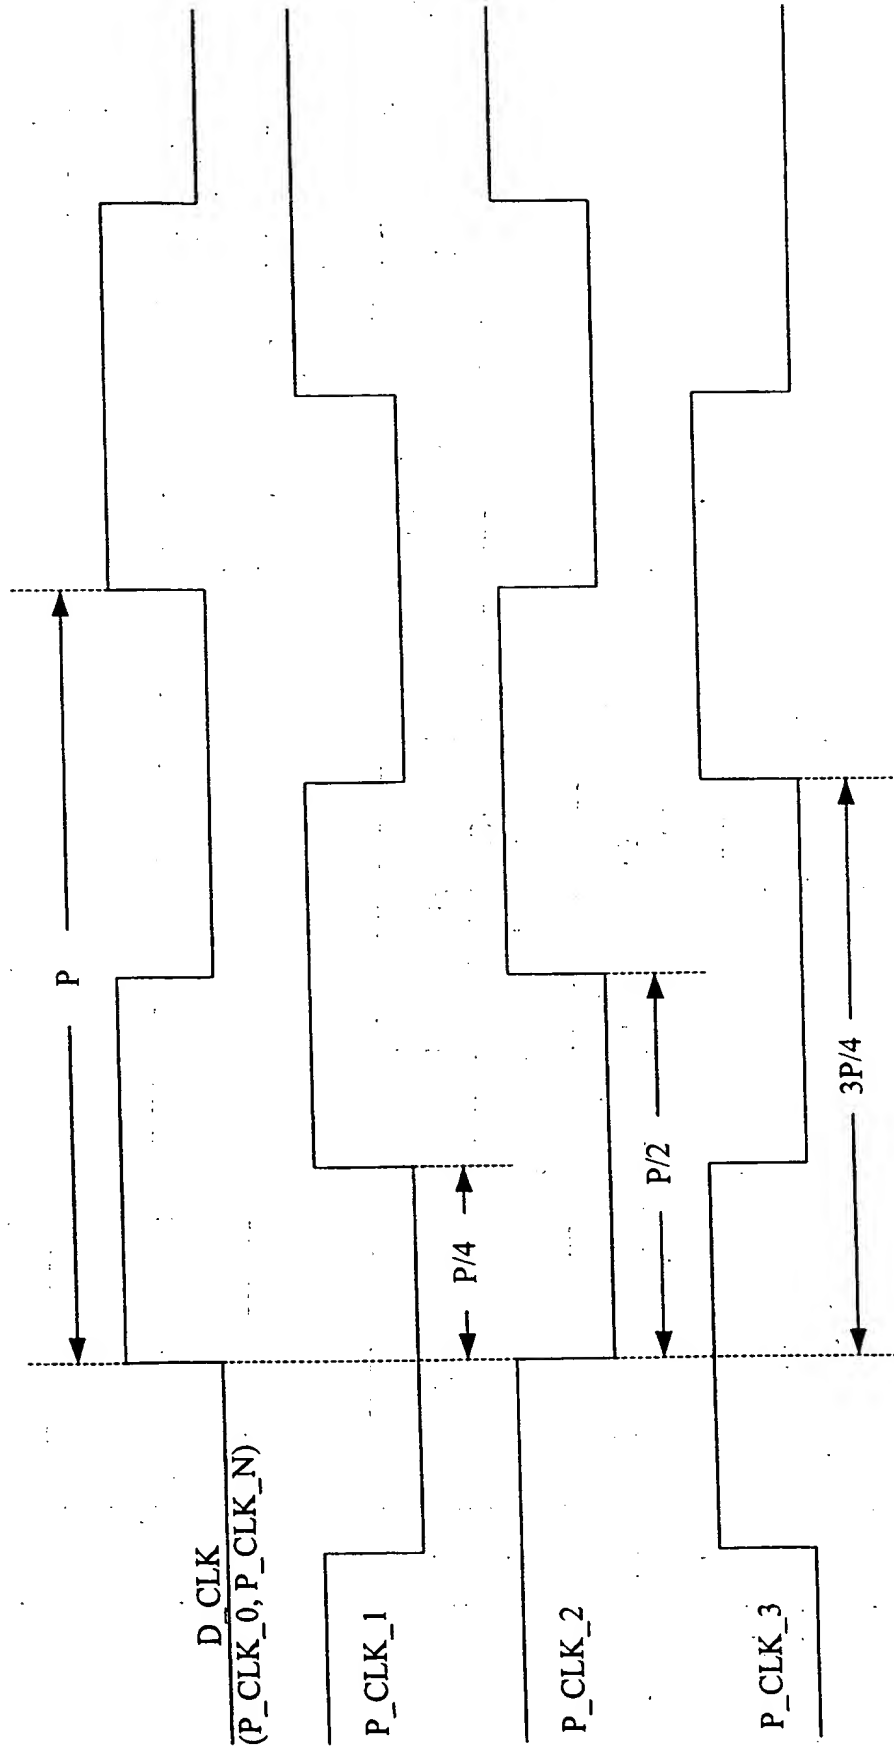 D_CLK
(P_CLK_0, P_CLK_N)
P
P_CLK_1
P/4
P_CLK_2
P/2
P_CLK_3
3P/4